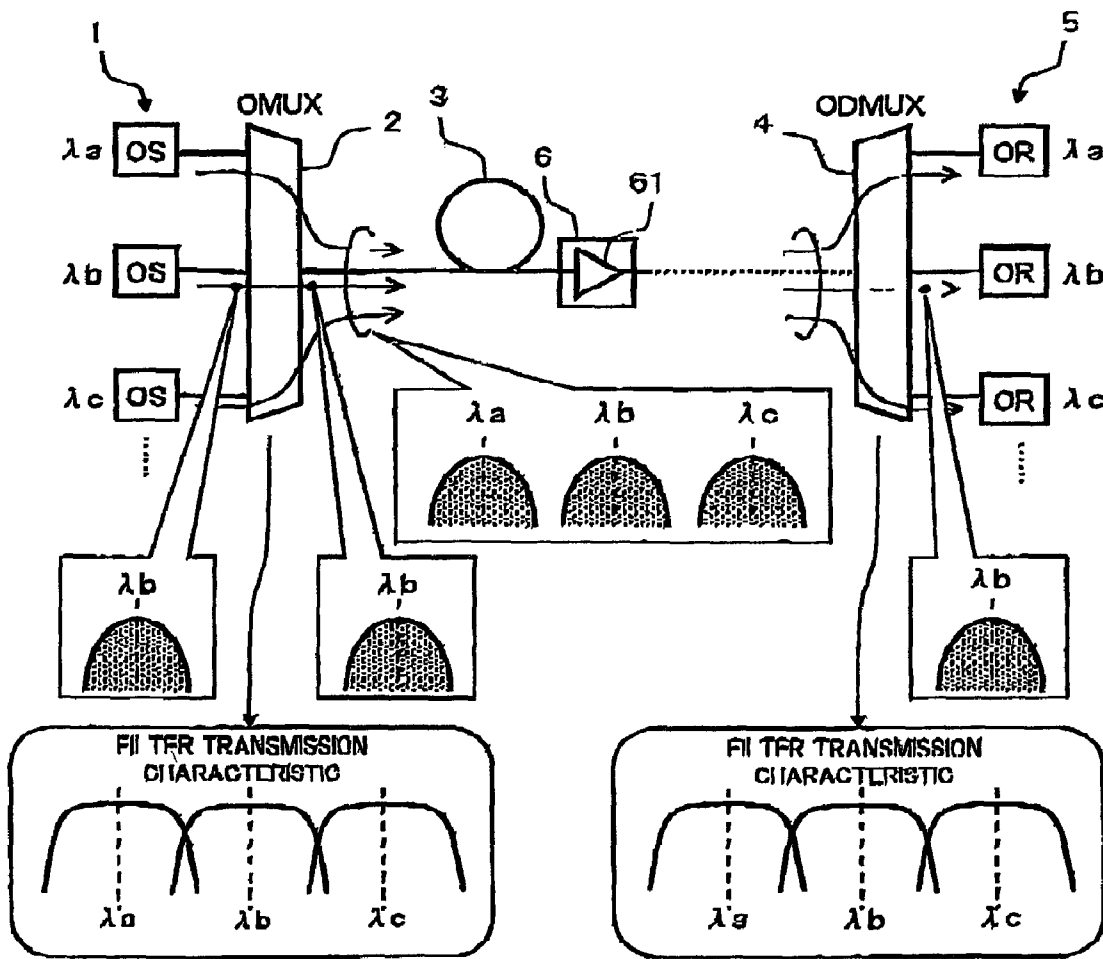 1
5
OMUX
3
ODMUX
2
4
6
61
λa OS
OR λa
λb OS
OR λb
λc OS
OR λc
λa λb λc
λb
λb
λb
FILTER TRANSMISSION
CHARACTERISTIC
λa λb λc
FILTER TRANSMISSION
CHARACTERISTIC
λa λb λc